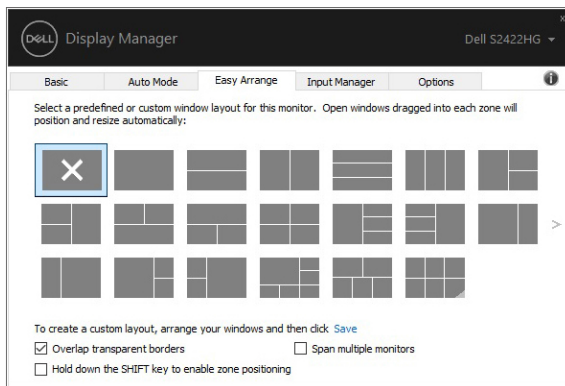 DELL Display Manager
Dell S2422HG
Basic Auto Mode Easy Arrange Input Manager Options
Select a predefined or custom window layout for this monitor. Open windows dragged into each zone will
position and resize automatically:
To create a custom layout, arrange your windows and then click Save
Overlap transparent borders Span multiple monitors
Hold down the SHIFT key to enable zone positioning